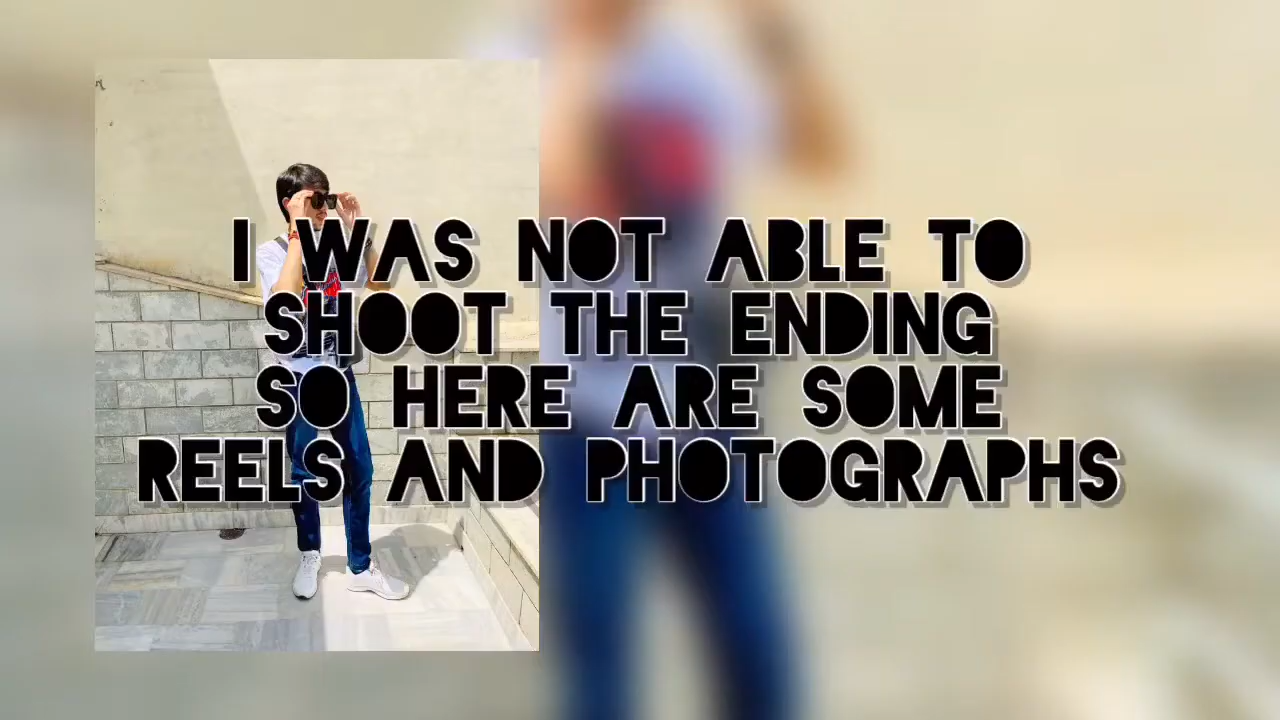 I WAS NOT ABLE TO
SHOOT THE ENDING
SO HERE ARE SOME
REELS AND PHOTOGRAPHS